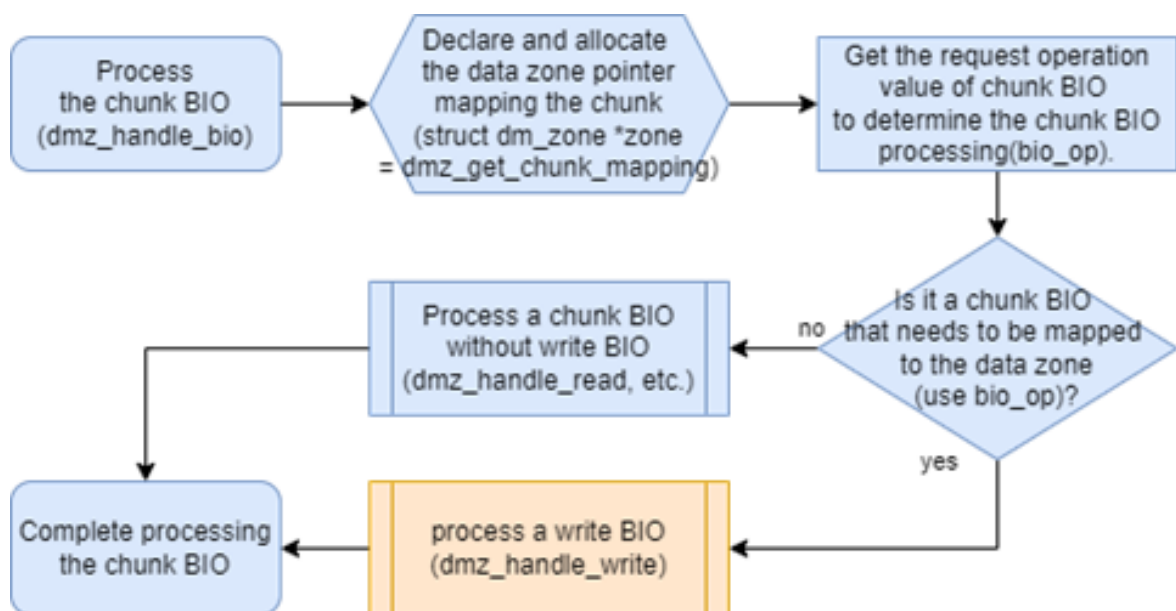 Process
the chunk BIO
(dmz_handle_bio)
Declare and allocate
the data zone pointer
mapping the chunk
(struct dm_zone *zone
= dmz_get_chunk_mapping)
Get the request operation
value of chunk BIO
to determine the chunk BIO
processing(bio_op).
Is it a chunk BIO
that needs to be mapped
to the data zone
(use bio_op)?
no
Process a chunk BIO
without write BIO
(dmz_handle_read, etc.)
yes
process a write BIO
(dmz_handle_write)
Complete processing
the chunk BIO